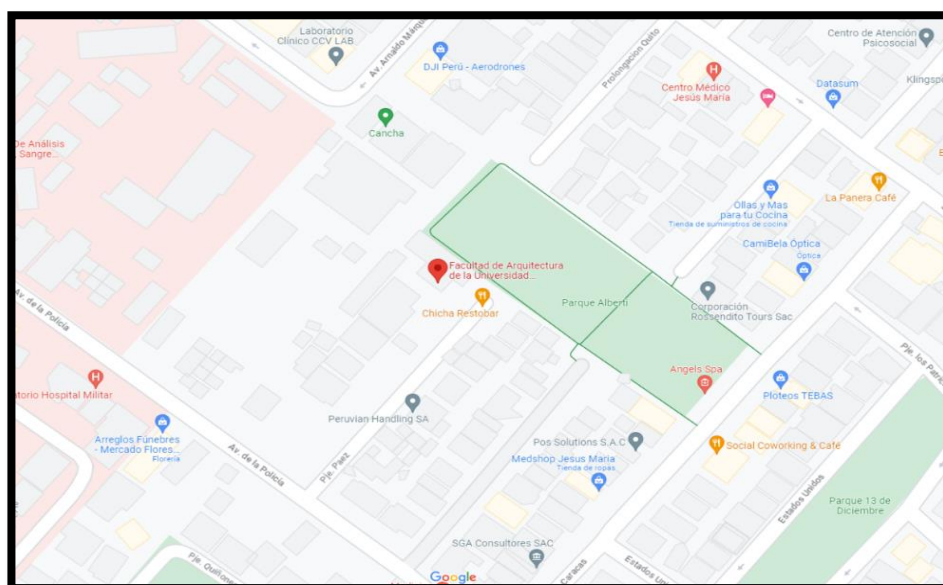 Laboratorio
Clínico CCV LAB
Av. Arnaldo Márqu
DJI Perú - Aerodrones
Prolongación Quito
Centro de Atención
Psicosocial
Centro Médico
Jesús María
Datasum
Klingspi
Cancha
De Análisis
Sangre...
La Panera Café
Ollas y Mas
para tu Cocina
Tienda de suministros de cocina
CamiBela Óptica
Óptica
Facultad de Arquitectura
de la Universidad...
Chicha Restobar
Parque Alberti
Corporación
Rossendito Tours Sac
Av. de la Policía
Pje. los Patri
Angels Spa
Ploteos TEBAS
torio Hospital Militar
Peruvian Handling SA
Arreglos Fúnebres
- Mercado Flores...
Florería
Av. de la Policía
Pje. Paez
Pos Solutions S.A.C
Social Coworking & Café
Medshop Jesus Maria
Tienda de ropas
Estados Unidos
Parque 13 de
Diciembre
SGA Consultores SAC
Pje. Quiñone
Google
Caracas
Estados Un